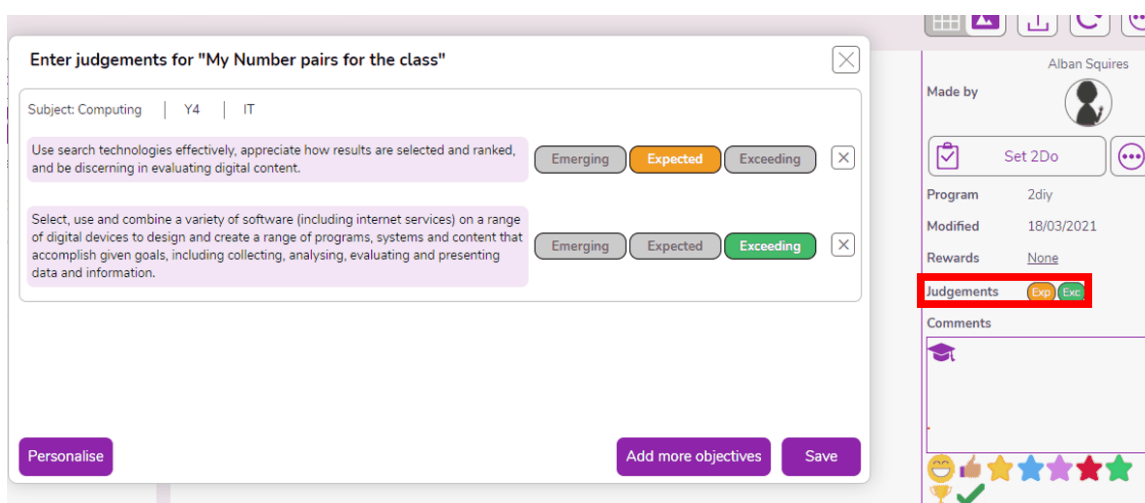 Enter judgements for "My Number pairs for the class"
Subject: Computing | Y4 | IT
Use search technologies effectively, appreciate how results are selected and ranked,
and be discerning in evaluating digital content.
Emerging Expected Exceeding
Select, use and combine a variety of software (including internet services) on a range
of digital devices to design and create a range of programs, systems and content that
accomplish given goals, including collecting, analysing, evaluating and presenting
data and information.
Emerging Expected Exceeding
Personalise
Add more objectives
Save
Alban Squires
Made by
Set 2Do
Program 2diy
Modified 18/03/2021
Rewards None
Judgements Exp Exc
Comments